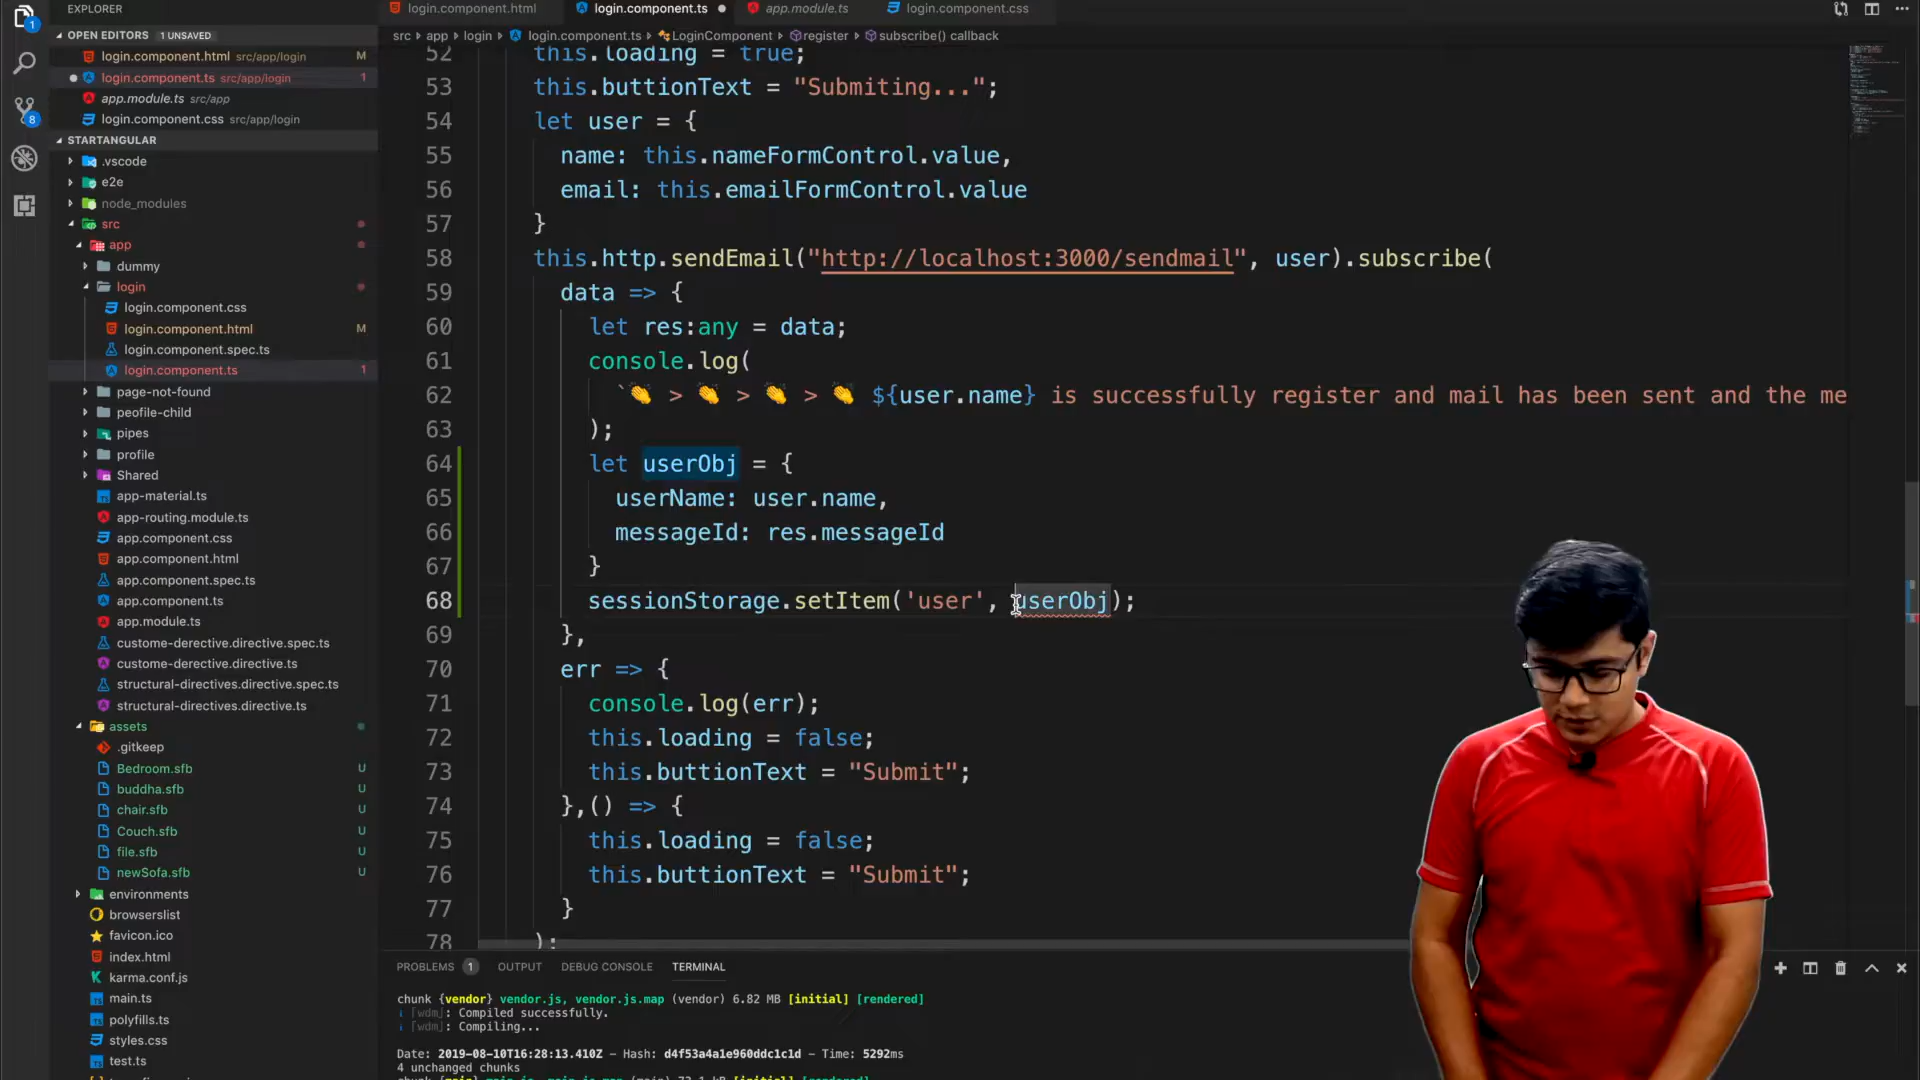 EXPLORER
login.component.html
login.component.ts
app.module.ts
login.component.css
OPEN EDITORS 1 UNSAVED
src › app › login › login.component.ts › LoginComponent › register › subscribe() callback
login.component.html src/app/login M
login.component.ts src/app/login 1
app.module.ts src/app
login.component.css src/app/login
STARTANGULAR
.vscode
e2e
node_modules
src
app
dummy
login
login.component.css
login.component.html M
login.component.spec.ts
login.component.ts 1
page-not-found
peofile-child
pipes
profile
Shared
app-material.ts
app-routing.module.ts
app.component.css
app.component.html
app.component.spec.ts
app.component.ts
app.module.ts
custome-derective.directive.spec.ts
custome-derective.directive.ts
structural-directives.directive.spec.ts
structural-directives.directive.ts
assets
.gitkeep
Bedroom.sfb U
buddha.sfb U
chair.sfb U
Couch.sfb U
file.sfb U
newSofa.sfb U
environments
browserslist
favicon.ico
index.html
karma.conf.js
main.ts
polyfills.ts
styles.css
test.ts
1
8
52 this.loading = true;
53 this.buttionText = "Submiting...";
54 let user = {
55 name: this.nameFormControl.value,
56 email: this.emailFormControl.value
57 }
58 this.http.sendEmail("http://localhost:3000/sendmail", user).subscribe(
59 data => {
60 let res:any = data;
61 console.log(
62 `👏 > 👏 > 👏 > 👏 ${user.name} is successfully register and mail has been sent and the me
63 );
64 let userObj = {
65 userName: user.name,
66 messageId: res.messageId
67 }
68 sessionStorage.setItem('user', userObj);
69 },
70 err => {
71 console.log(err);
72 this.loading = false;
73 this.buttionText = "Submit";
74 },() => {
75 this.loading = false;
76 this.buttionText = "Submit";
77 }
78 );
PROBLEMS 1 OUTPUT DEBUG CONSOLE TERMINAL
chunk {vendor} vendor.js, vendor.js.map (vendor) 6.82 MB [initial] [rendered]
i ｢wdm｣: Compiled successfully.
i ｢wdm｣: Compiling...
Date: 2019-08-10T16:28:13.410Z - Hash: d4f53a4a1e960ddc1c1d - Time: 5292ms
4 unchanged chunks